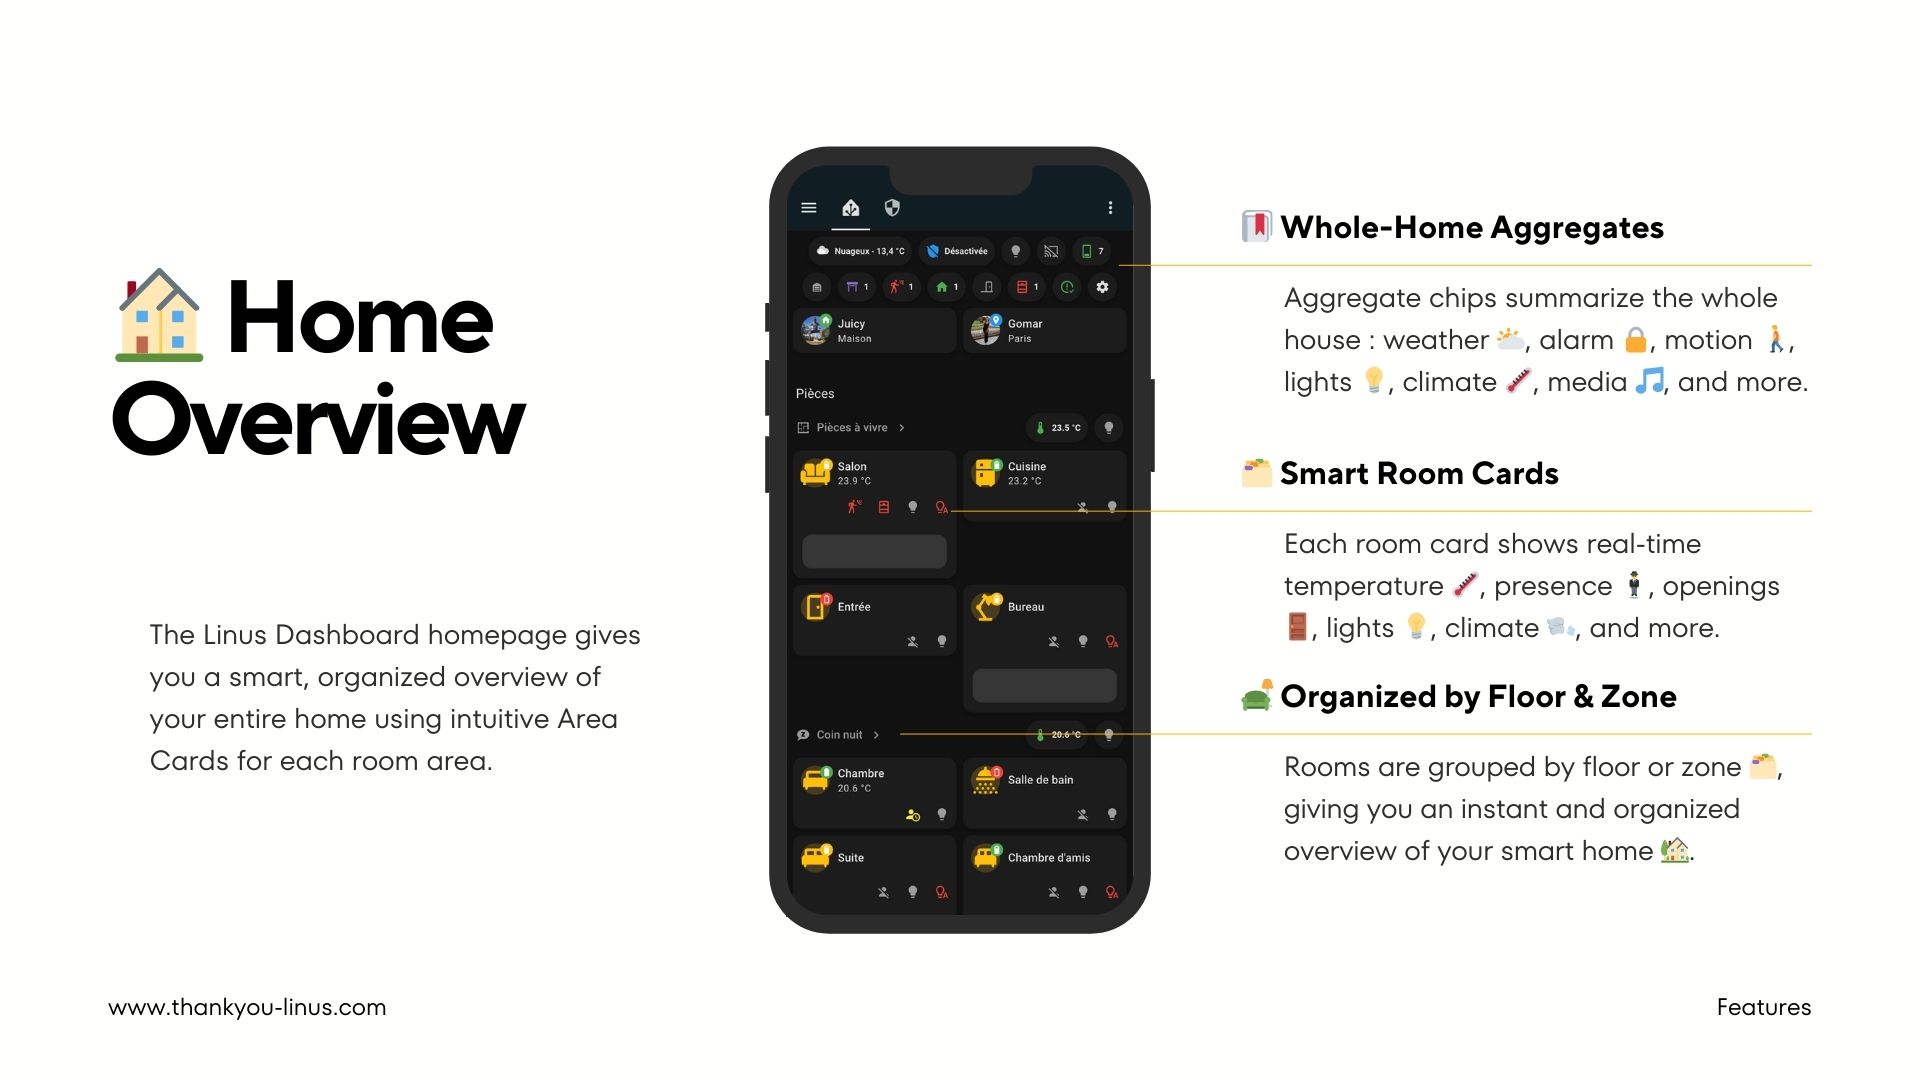 Home
Overview
The Linus Dashboard homepage gives
you a smart, organized overview of
your entire home using intuitive Area
Cards for each room area.
www.thankyou-linus.com
Nuageux - 13,4 °C
Désactivée
7
1
1
1
1
Juicy
Maison
Gomar
Paris
Pièces
Pièces à vivre
23.5 °C
Salon
23.9 °C
Cuisine
23.2 °C
Entrée
Bureau
Coin nuit
20.6 °C
Chambre
20.6 °C
Salle de bain
Suite
Chambre d'amis
Whole-Home Aggregates
Aggregate chips summarize the whole
house : weather ⛅, alarm 🔒, motion 🚶,
lights 💡, climate 🌡️, media 🎵, and more.
Smart Room Cards
Each room card shows real-time
temperature 🌡️, presence 🕴️, openings
🚪, lights 💡, climate 💨, and more.
Organized by Floor & Zone
Rooms are grouped by floor or zone 🗂️,
giving you an instant and organized
overview of your smart home 🏡.
Features